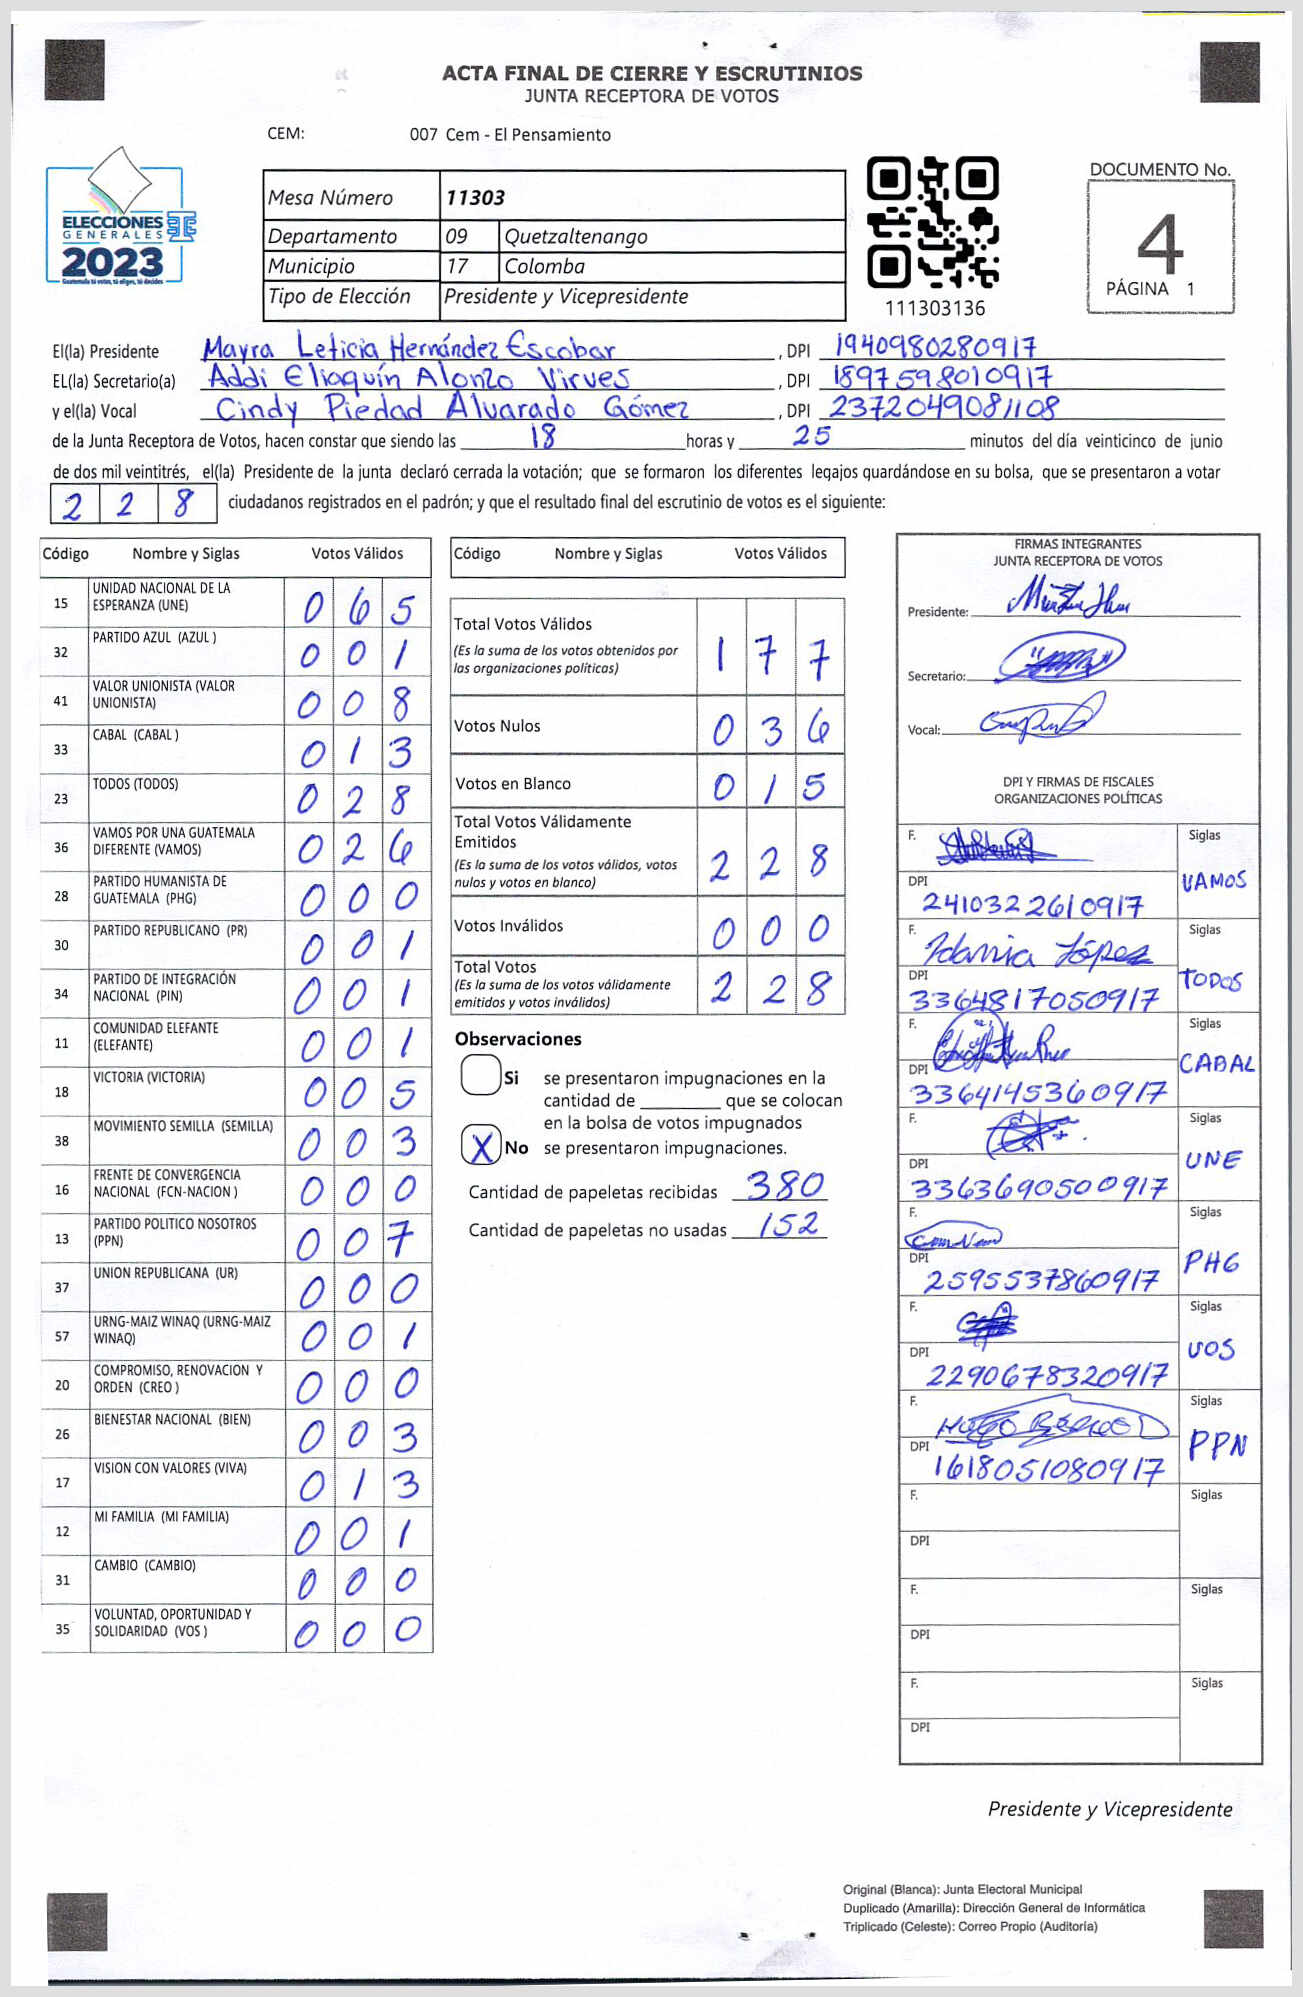 ACTA FINAL DE CIERRE Y ESCRUTINIOS
JUNTA RECEPTORA DE VOTOS
CEM: 007 Cem - El Pensamiento
ELECCIONES
GENERALES
2023
Guatemala tú votas, tú eliges, tú decides
Mesa Número 11303
Departamento 09 Quetzaltenango
Municipio 17 Colomba
Tipo de Elección Presidente y Vicepresidente
111303136
DOCUMENTO No.
4
PÁGINA 1
El(la) Presidente Mayra Leticia Hernández Escobar , DPI 1940980280917
EL(la) Secretario(a) Addi Eliaquín Alonzo Virves , DPI 1897598010917
y el(la) Vocal Cindy Piedad Alvarado Gómez , DPI 2372049081108
de la Junta Receptora de Votos, hacen constar que siendo las 18 horas y 25 minutos del día veinticinco de junio
de dos mil veintitrés, el(la) Presidente de la junta declaró cerrada la votación; que se formaron los diferentes legajos guardándose en su bolsa, que se presentaron a votar
2 2 8 ciudadanos registrados en el padrón; y que el resultado final del escrutinio de votos es el siguiente:
Código Nombre y Siglas Votos Válidos
15 UNIDAD NACIONAL DE LA ESPERANZA (UNE) 0 6 5
32 PARTIDO AZUL (AZUL ) 0 0 1
41 VALOR UNIONISTA (VALOR UNIONISTA) 0 0 8
33 CABAL (CABAL ) 0 1 3
23 TODOS (TODOS) 0 2 8
36 VAMOS POR UNA GUATEMALA DIFERENTE (VAMOS) 0 2 6
28 PARTIDO HUMANISTA DE GUATEMALA (PHG) 0 0 0
30 PARTIDO REPUBLICANO (PR) 0 0 1
34 PARTIDO DE INTEGRACIÓN NACIONAL (PIN) 0 0 1
11 COMUNIDAD ELEFANTE (ELEFANTE) 0 0 1
18 VICTORIA (VICTORIA) 0 0 5
38 MOVIMIENTO SEMILLA (SEMILLA) 0 0 3
16 FRENTE DE CONVERGENCIA NACIONAL (FCN-NACION ) 0 0 0
13 PARTIDO POLITICO NOSOTROS (PPN) 0 0 7
37 UNION REPUBLICANA (UR) 0 0 0
57 URNG-MAIZ WINAQ (URNG-MAIZ WINAQ) 0 0 1
20 COMPROMISO, RENOVACION Y ORDEN (CREO ) 0 0 0
26 BIENESTAR NACIONAL (BIEN) 0 0 3
17 VISION CON VALORES (VIVA) 0 1 3
12 MI FAMILIA (MI FAMILIA) 0 0 1
31 CAMBIO (CAMBIO) 0 0 0
35 VOLUNTAD, OPORTUNIDAD Y SOLIDARIDAD (VOS ) 0 0 0
Código Nombre y Siglas Votos Válidos
Total Votos Válidos 1 7 7
(Es la suma de los votos obtenidos por
las organizaciones políticas)
Votos Nulos 0 3 6
Votos en Blanco 0 1 5
Total Votos Válidamente
Emitidos 2 2 8
(Es la suma de los votos válidos, votos
nulos y votos en blanco)
Votos Inválidos 0 0 0
Total Votos 2 2 8
(Es la suma de los votos válidamente
emitidos y votos inválidos)
Observaciones
Si se presentaron impugnaciones en la
cantidad de ________ que se colocan
en la bolsa de votos impugnados
X No se presentaron impugnaciones.
Cantidad de papeletas recibidas 380
Cantidad de papeletas no usadas 152
FIRMAS INTEGRANTES
JUNTA RECEPTORA DE VOTOS
Presidente:
Secretario:
Vocal:
DPI Y FIRMAS DE FISCALES
ORGANIZACIONES POLÍTICAS
F. Siglas
DPI VAMOS
2410322610917
F. Idania López Siglas
DPI TODOS
3364817050917
F. Siglas
DPI CABAL
3364145360917
F. Siglas
DPI UNE
3363690500917
F. Siglas
DPI PHG
2595537860917
F. Siglas
DPI VOS
2290678320917
F. Siglas
DPI PPN
1618051080917
F. Siglas
DPI
F. Siglas
DPI
F. Siglas
DPI
Presidente y Vicepresidente
Original (Blanca): Junta Electoral Municipal
Duplicado (Amarilla): Dirección General de Informática
Triplicado (Celeste): Correo Propio (Auditoría)